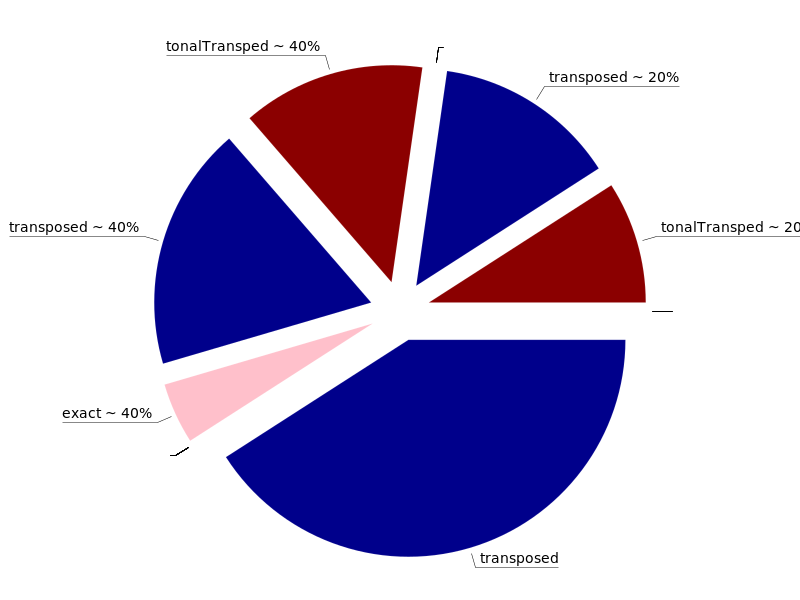 tonalTransped ~ 40%
transposed ~ 20%
transposed ~ 40%
tonalTransped ~ 20
exact ~ 40%
transposed